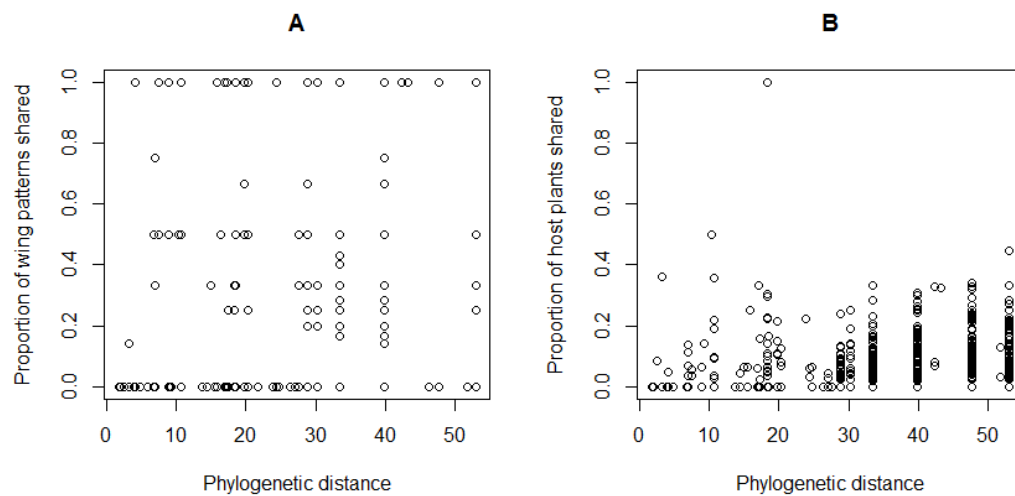 A
B
Proportion of wing patterns shared
1.0
0.8
0.6
0.4
0.2
0.0
0 10 20 30 40 50
Phylogenetic distance
Proportion of host plants shared
1.0
0.8
0.6
0.4
0.2
0.0
0 10 20 30 40 50
Phylogenetic distance